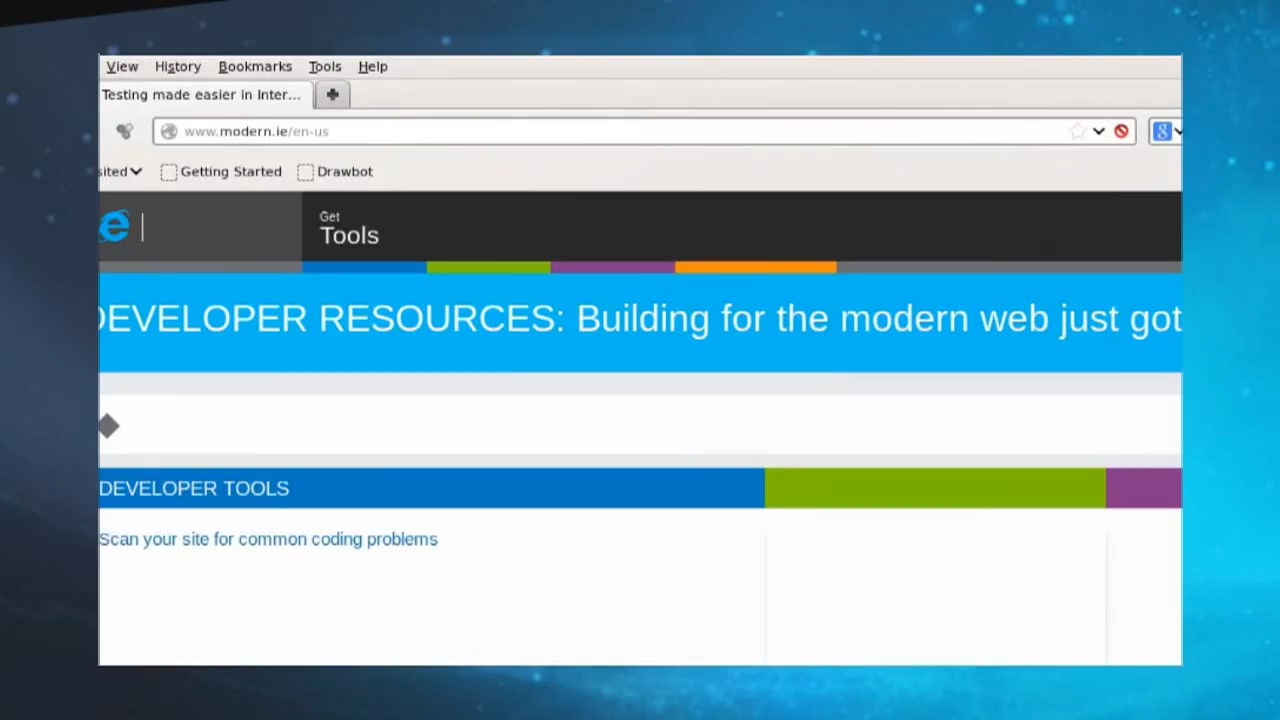 View History Bookmarks Tools Help
Testing made easier in Inter...
www.modern.ie/en-us
sited Getting Started Drawbot
Get
Tools
DEVELOPER RESOURCES: Building for the modern web just got
DEVELOPER TOOLS
Scan your site for common coding problems